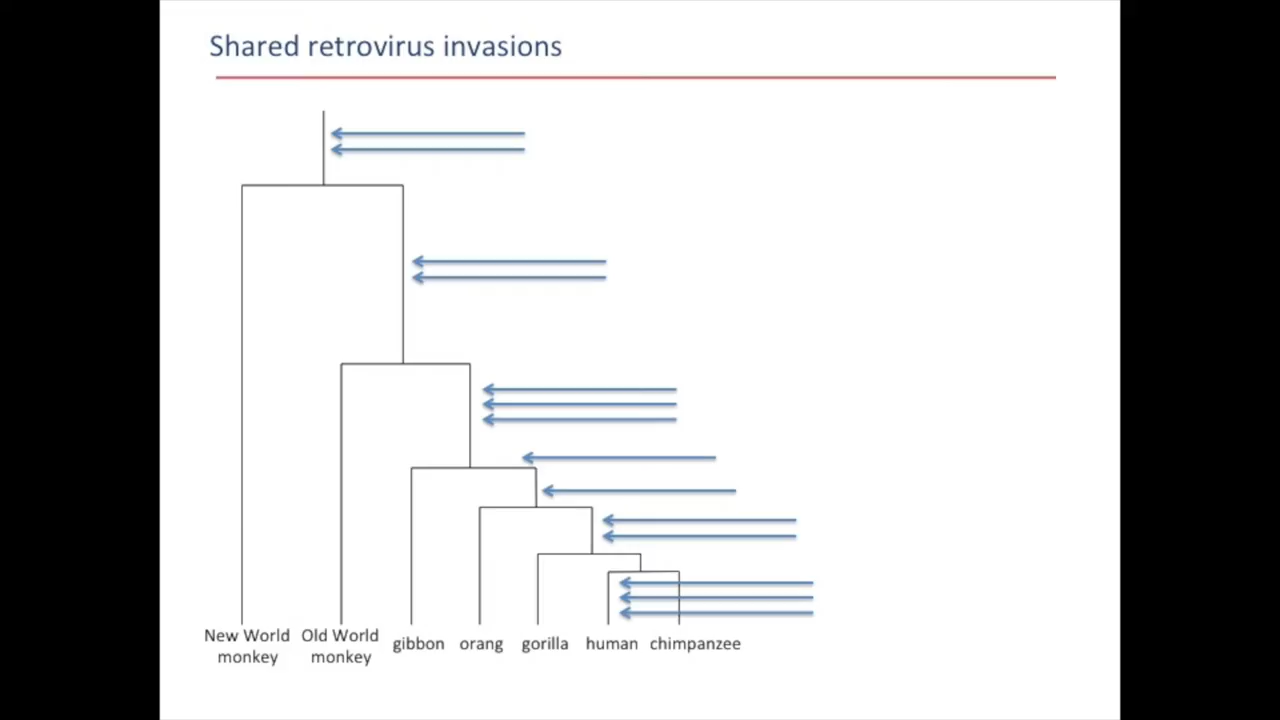 Shared retrovirus invasions
New World
monkey
Old World
monkey
gibbon
orang
gorilla
human
chimpanzee